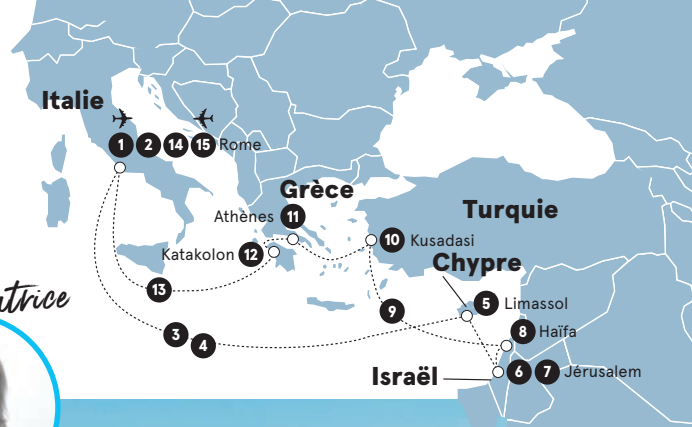 Italie
1 2 14 15 Rome
Grèce
Athènes 11
Turquie
Katakolon 12
10 Kusadasi
Chypre
13
5 Limassol
9
3
4
8 Haïfa
Israël
6 7 Jérusalem